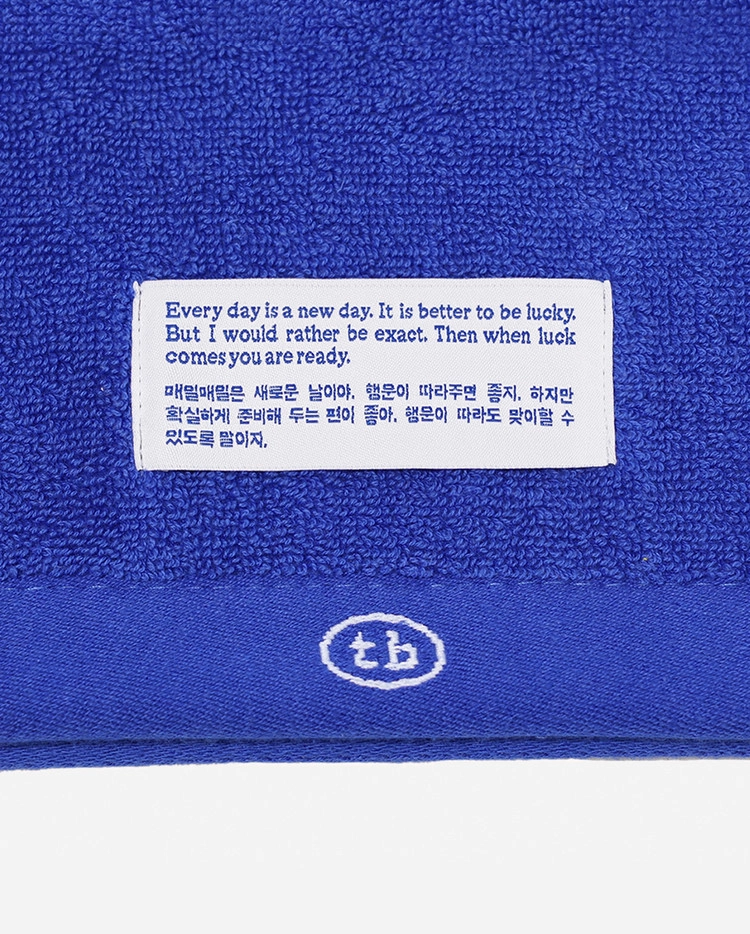 Every day is a new day. It is better to be lucky.
But I would rather be exact. Then when luck
comes you are ready.
매일매일은 새로운 날이야. 행운이 따라주면 좋지. 하지만
확실하게 준비해 두는 편이 좋아. 행운이 따라도 맞이할 수
있도록 말이지.
tb